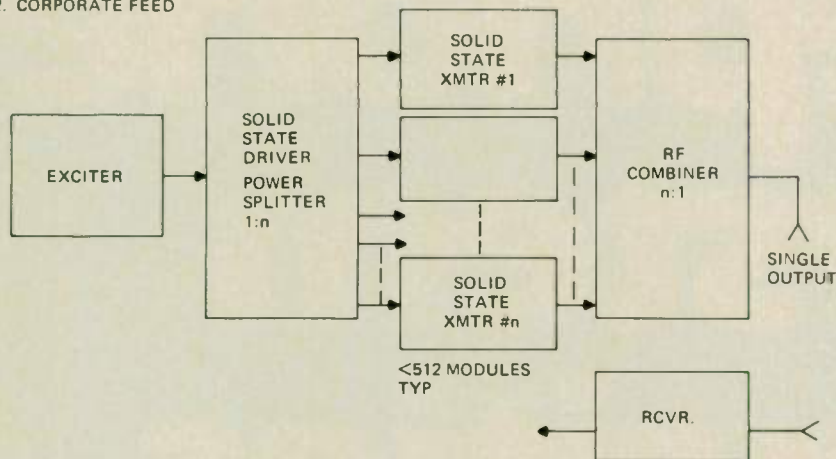 2. CORPORATE FEED
SOLID
STATE
XMTR #1
EXCITER
SOLID
STATE
DRIVER
POWER
SPLITTER
1:n
RF
COMBINER
n:1
SINGLE
OUTPUT
SOLID
STATE
XMTR #n
<512 MODULES
TYP
RCVR.